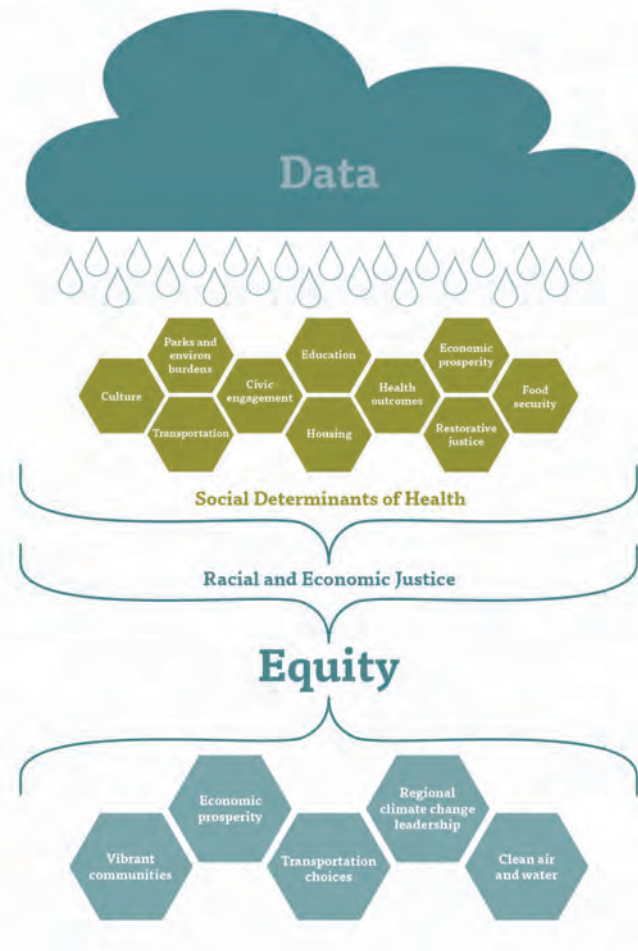 Data
Parks and
environ
burdens
Education
Economic
prosperity
Culture
Civic
engagement
Health
outcomes
Food
security
Transportation
Housing
Restorative
justice
Social Determinants of Health
Racial and Economic Justice
Equity
Economic
prosperity
Regional
climate change
leadership
Vibrant
communities
Transportation
choices
Clean air
and water